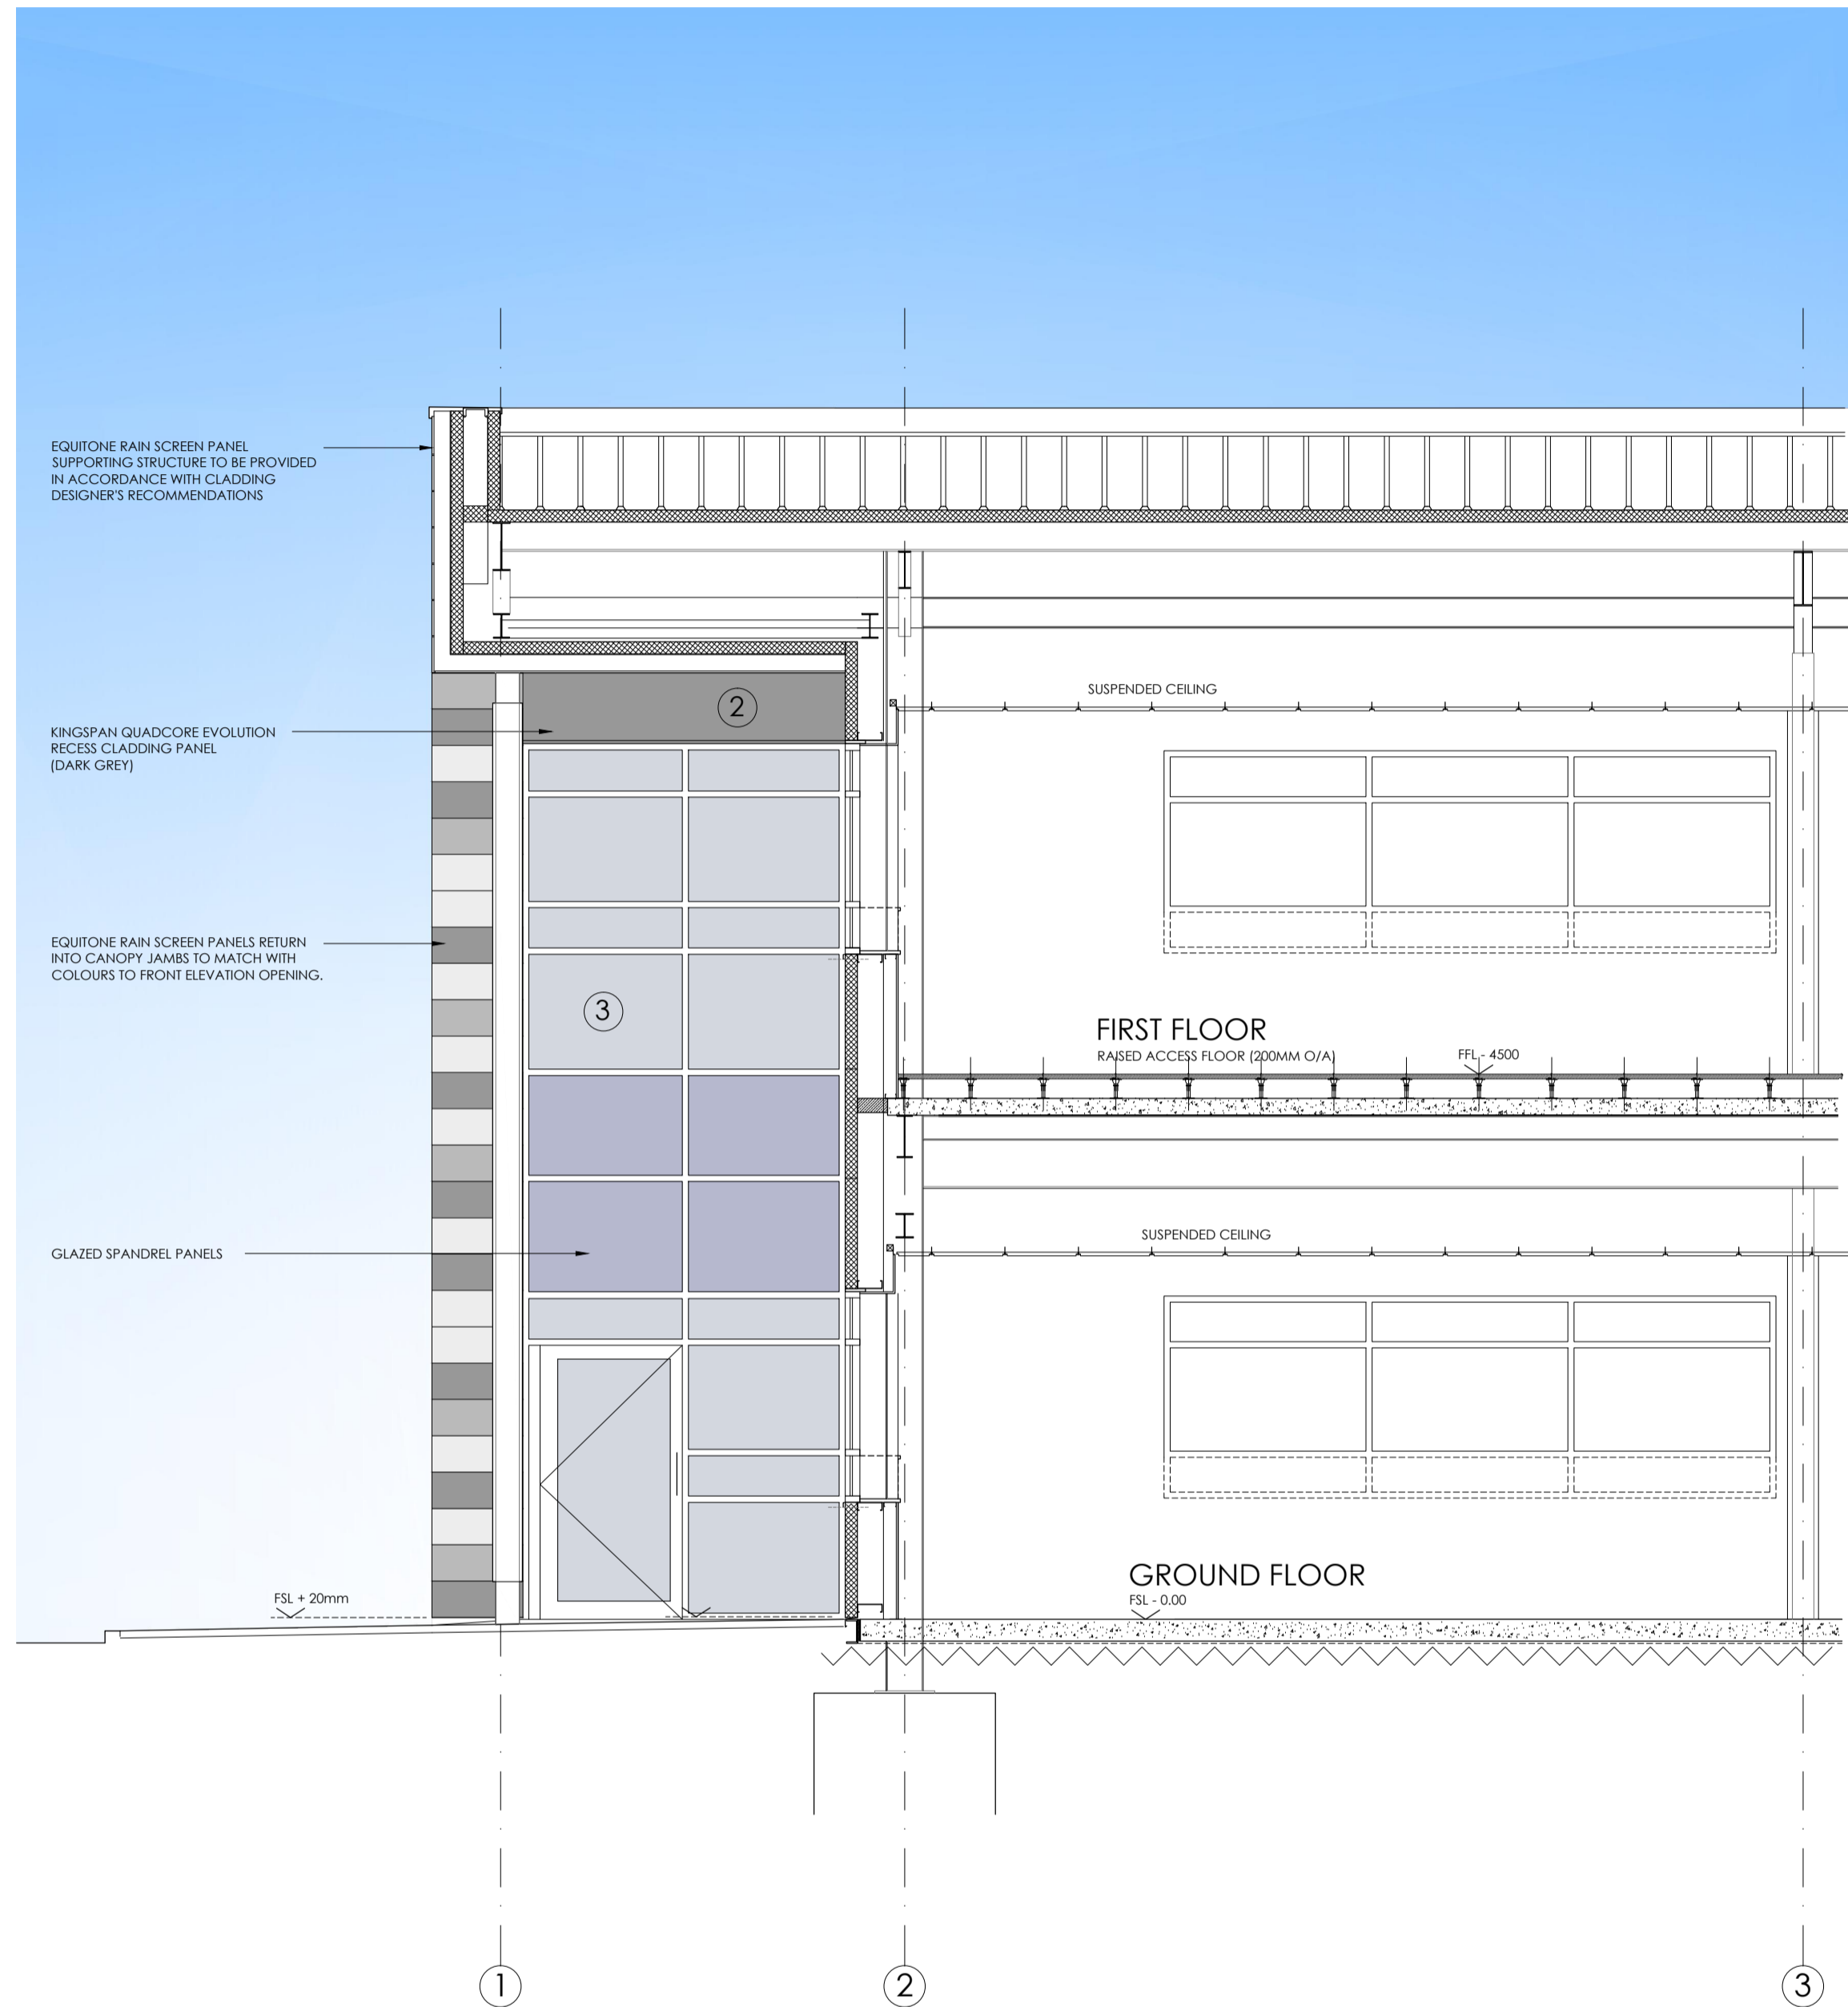 EQUITONE RAIN SCREEN PANEL
SUPPORTING STRUCTURE TO BE PROVIDED
IN ACCORDANCE WITH CLADDING
DESIGNER'S RECOMMENDATIONS
SUSPENDED CEILING
2
KINGSPAN QUADCORE EVOLUTION
RECESS CLADDING PANEL
(DARK GREY)
EQUITONE RAIN SCREEN PANELS RETURN
INTO CANOPY JAMBS TO MATCH WITH
COLOURS TO FRONT ELEVATION OPENING.
3
FIRST FLOOR
RAISED ACCESS FLOOR (200MM O/A)
FFL - 4500
GLAZED SPANDREL PANELS
SUSPENDED CEILING
GROUND FLOOR
FSL - 0.00
FSL + 20mm
1
2
3